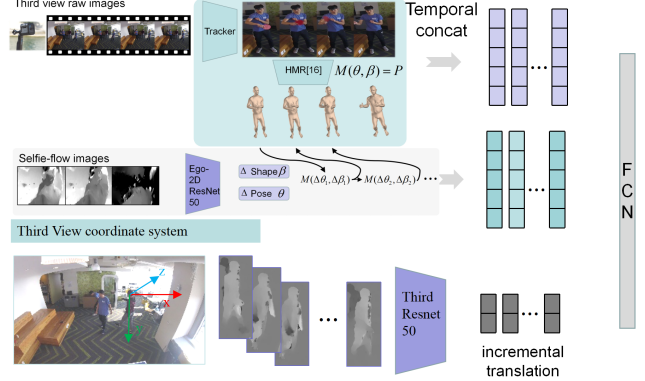 Third view raw images
Tracker
HMR[16]
M(θ, β) = P
Temporal
concat
Selfie-flow images
Ego-
2D
ResNet
50
Δ Shape β
Δ Pose θ
M(Δθ₁,Δβ₁)
M(Δθ₂,Δβ₂)
...
Third View coordinate system
Z
X
...
Third
Resnet
50
...
...
...
incremental
translation
F
C
N